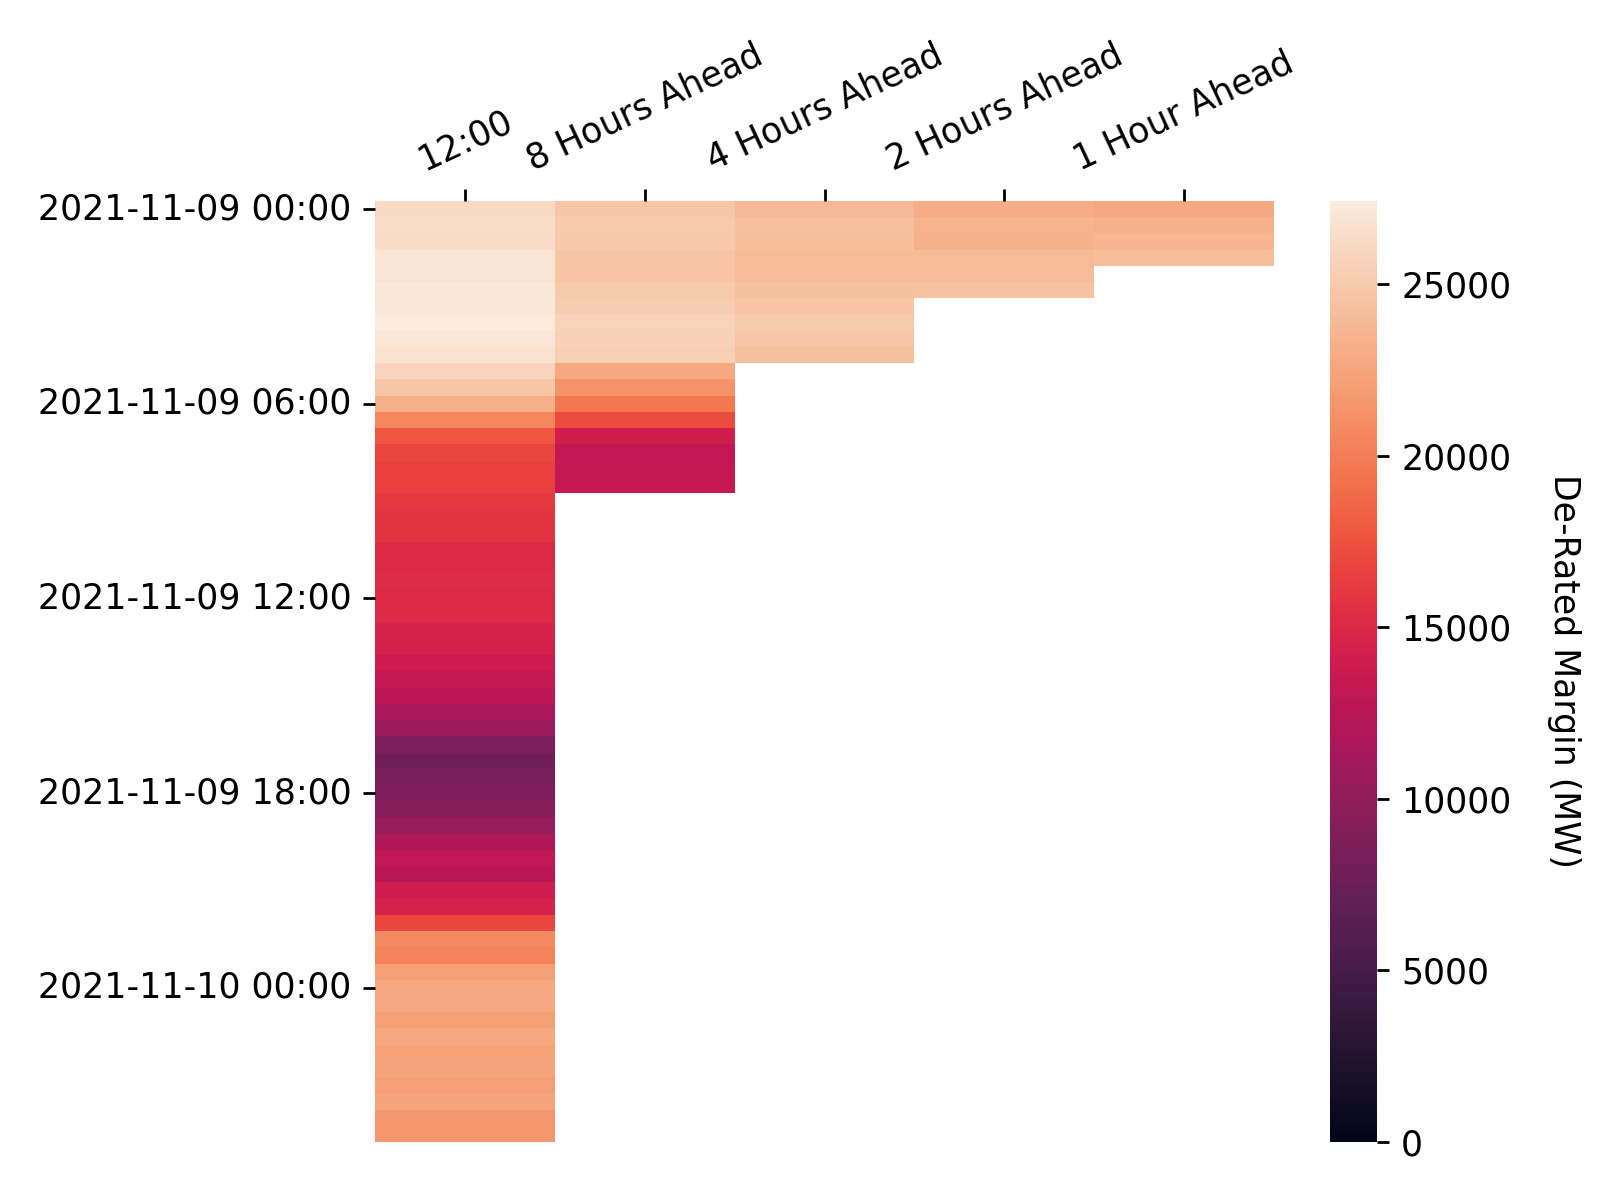 12:00
8 Hours Ahead
4 Hours Ahead
2 Hours Ahead
1 Hour Ahead
2021-11-09 00:00
2021-11-09 06:00
2021-11-09 12:00
2021-11-09 18:00
2021-11-10 00:00
25000
20000
15000
10000
5000
0
De-Rated Margin (MW)